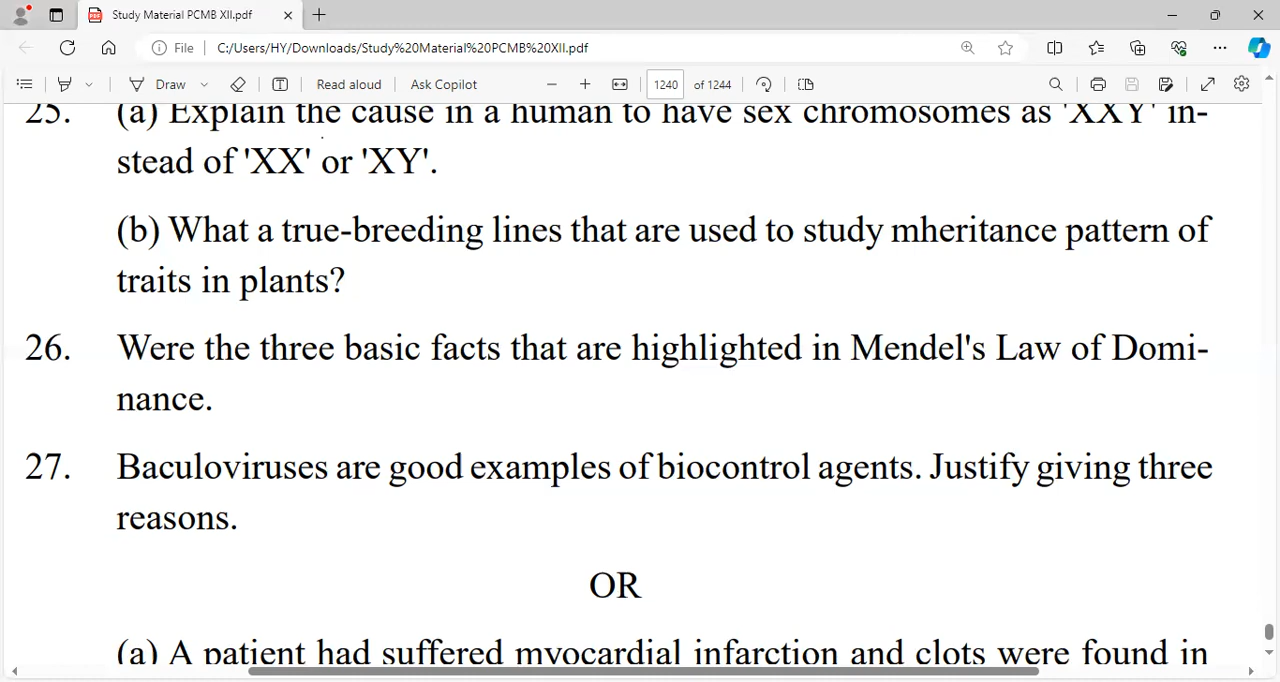 Study Material PCMB XII.pdf
File C:/Users/HY/Downloads/Study%20Material%20PCMB%20XII.pdf
Draw Read aloud Ask Copilot 1240 of 1244
25. (a) Explain the cause in a human to have sex chromosomes as 'XXY' in-
stead of 'XX' or 'XY'.
(b) What a true-breeding lines that are used to study mheritance pattern of
traits in plants?
26. Were the three basic facts that are highlighted in Mendel's Law of Domi-
nance.
27. Baculoviruses are good examples of biocontrol agents. Justify giving three
reasons.
OR
(a) A patient had suffered myocardial infarction and clots were found in